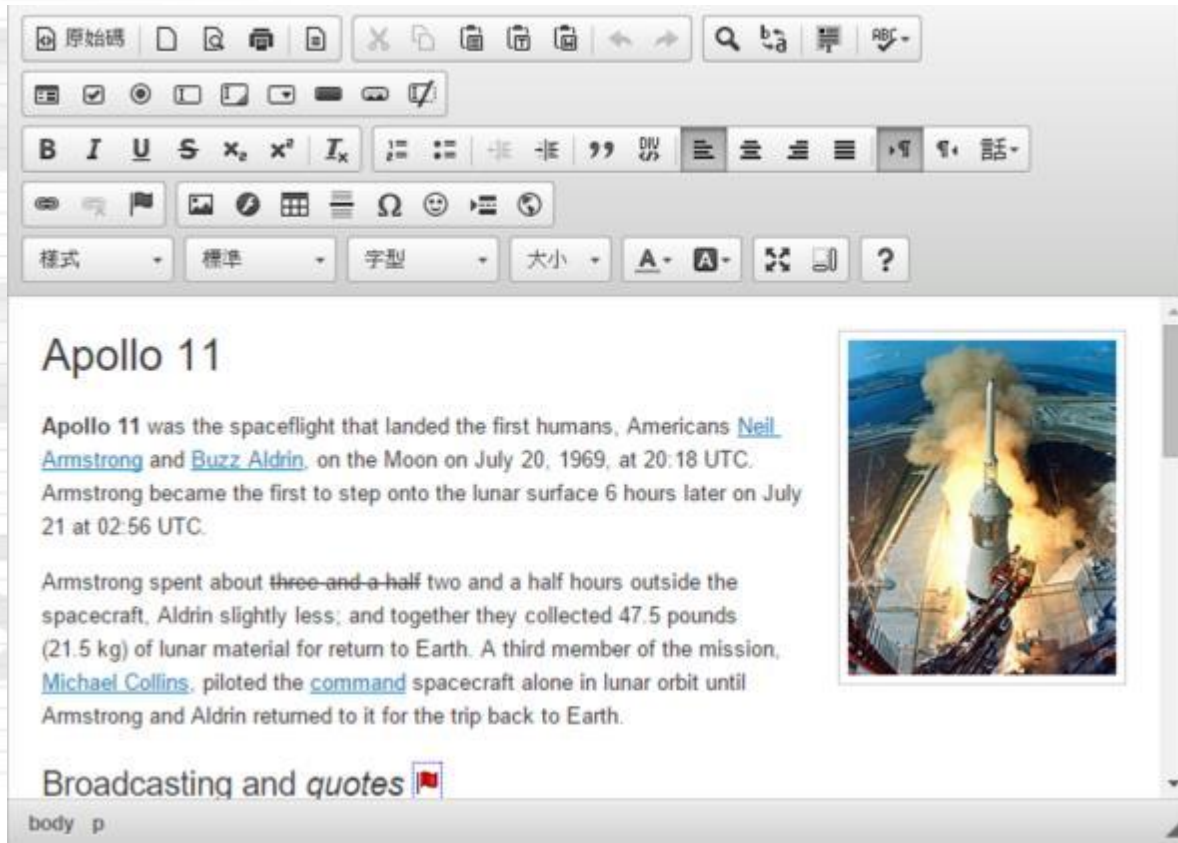 原始碼
ABC
B I U S x₂ x² Ix DIV 話
Ω
樣式 標準 字型 大小 A A ?
Apollo 11
Apollo 11 was the spaceflight that landed the first humans, Americans Neil
Armstrong and Buzz Aldrin, on the Moon on July 20, 1969, at 20:18 UTC.
Armstrong became the first to step onto the lunar surface 6 hours later on July
21 at 02:56 UTC.
Armstrong spent about three and a half two and a half hours outside the
spacecraft, Aldrin slightly less; and together they collected 47.5 pounds
(21.5 kg) of lunar material for return to Earth. A third member of the mission,
Michael Collins, piloted the command spacecraft alone in lunar orbit until
Armstrong and Aldrin returned to it for the trip back to Earth.
Broadcasting and quotes
body p